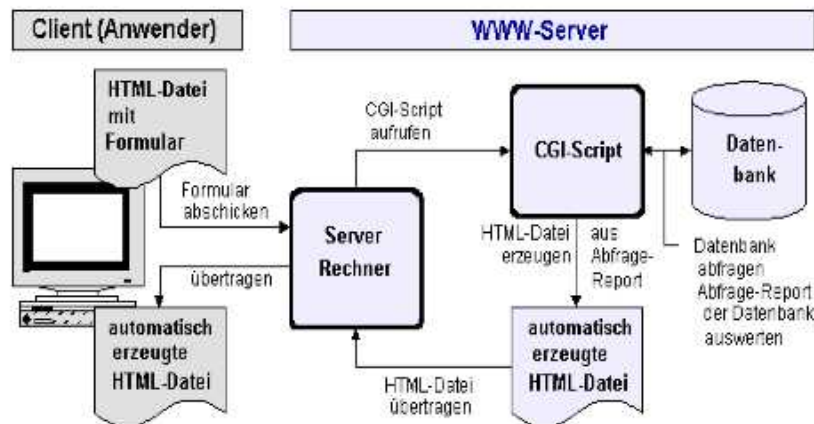 Client (Anwender)
WWW-Server
HTML-Datei
mit
Formular
Formular
abschicken
CGI-Script
aufrufen
CGI-Script
Daten-
bank
Server
Rechner
übertragen
HTML-Datei
erzeugen
aus
Abfrage-
Report
Datenbank
abfragen
Abfrage-Report
der Datenbank
auswerten
automatisch
erzeugte
HTML-Datei
HTML-Datei
übertragen
automatisch
erzeugte
HTML-Datei